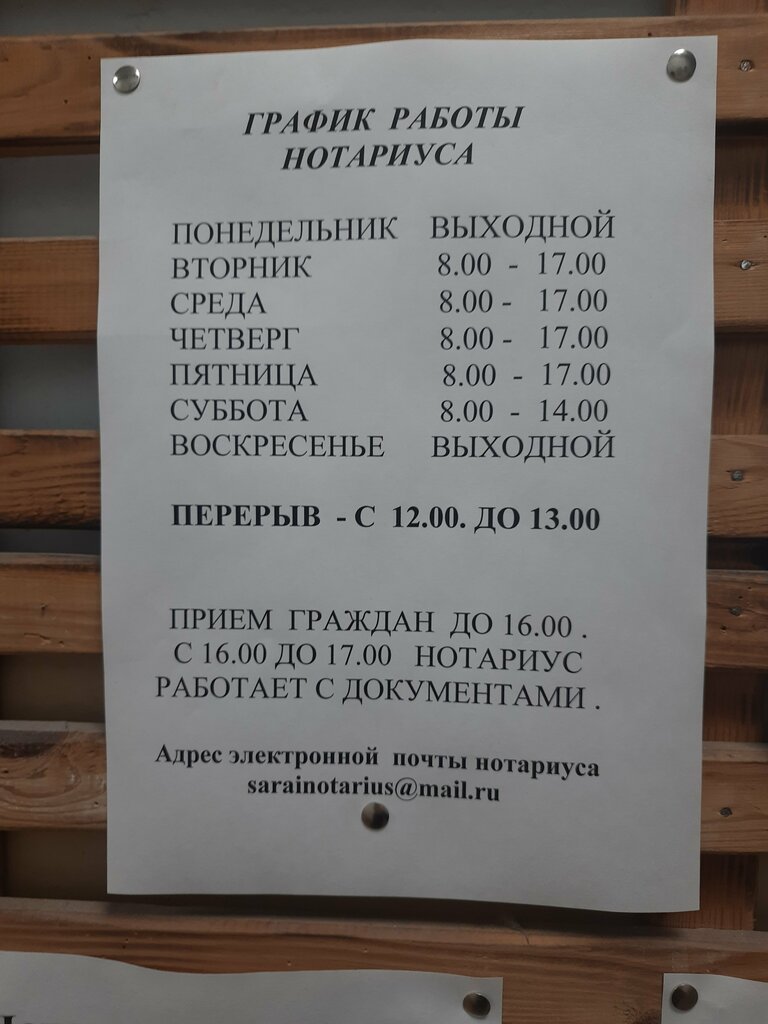 ГРАФИК РАБОТЫ
НОТАРИУСА
ПОНЕДЕЛЬНИК ВЫХОДНОЙ
ВТОРНИК 8.00 - 17.00
СРЕДА 8.00 - 17.00
ЧЕТВЕРГ 8.00 - 17.00
ПЯТНИЦА 8.00 - 17.00
СУББОТА 8.00 - 14.00
ВОСКРЕСЕНЬЕ ВЫХОДНОЙ
ПЕРЕРЫВ - С 12.00. ДО 13.00
ПРИЕМ ГРАЖДАН ДО 16.00 .
С 16.00 ДО 17.00 НОТАРИУС
РАБОТАЕТ С ДОКУМЕНТАМИ .
Адрес электронной почты нотариуса
sarainotarius@mail.ru